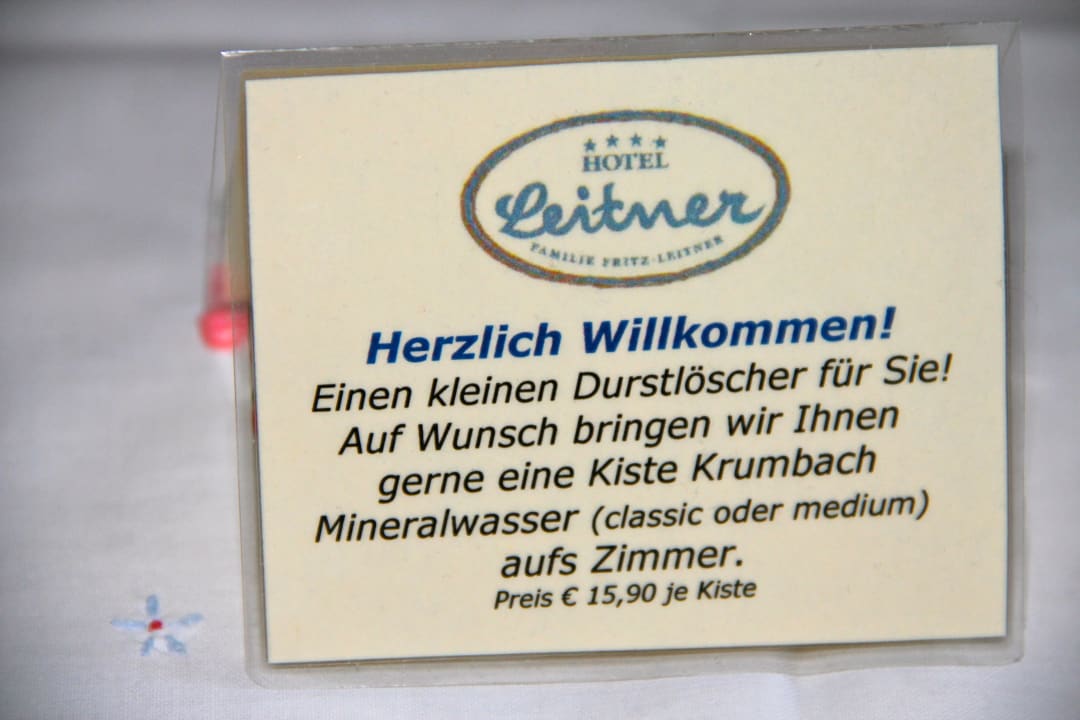 HOTEL
Leitner
FAMILIE FRITZ-LEITNER
Herzlich Willkommen!
Einen kleinen Durstlöscher für Sie!
Auf Wunsch bringen wir Ihnen
gerne eine Kiste Krumbach
Mineralwasser (classic oder medium)
aufs Zimmer.
Preis € 15,90 je Kiste